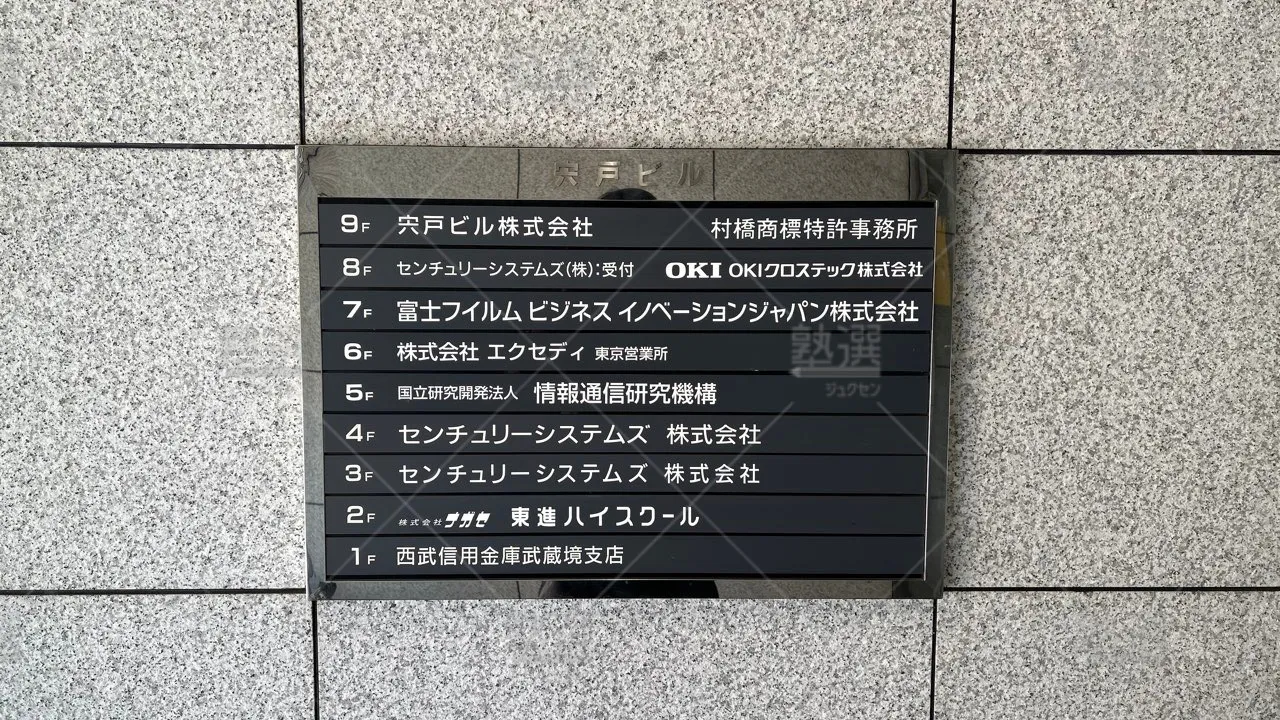 宍戸ビル
9F 宍戸ビル株式会社 村橋商標特許事務所
8F センチュリーシステムズ(株):受付 OKI OKIクロステック株式会社
7F 富士フイルム ビジネス イノベーションジャパン株式会社
6F 株式会社 エクセディ 東京営業所
塾選
ジュクセン
5F 国立研究開発法人 情報通信研究機構
4F センチュリーシステムズ 株式会社
3F センチュリーシステムズ 株式会社
2F 株式会社ナガセ 東進ハイスクール
1F 西武信用金庫武蔵境支店